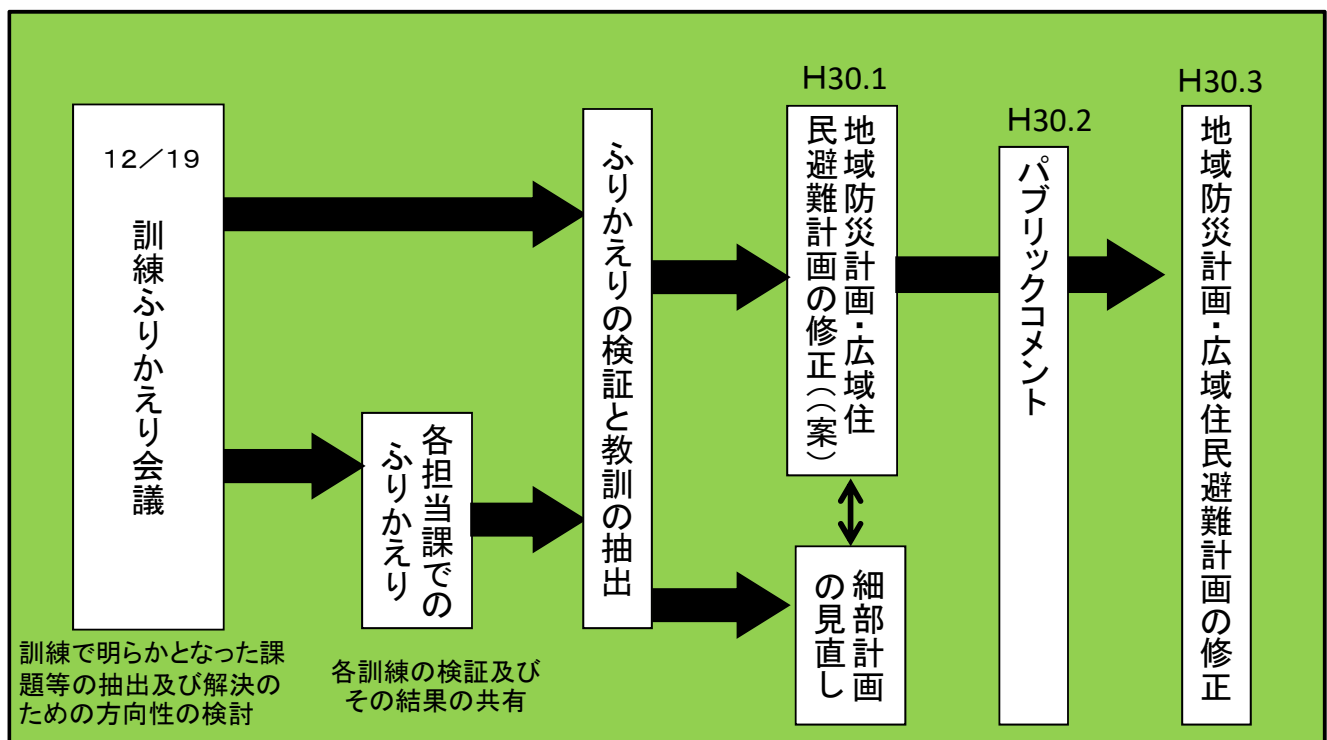 12／19
訓練ふりかえり会議
訓練で明らかとなった課
題等の抽出及び解決の
ための方向性の検討
各担当課での
ふりかえり
各訓練の検証及び
その結果の共有
ふりかえりの検証と教訓の抽出
H30.1
地域防災計画・広域住
民避難計画の修正（（案）
細部計画
の見直し
H30.2
パブリックコメント
H30.3
地域防災計画・広域住民避難計画の修正